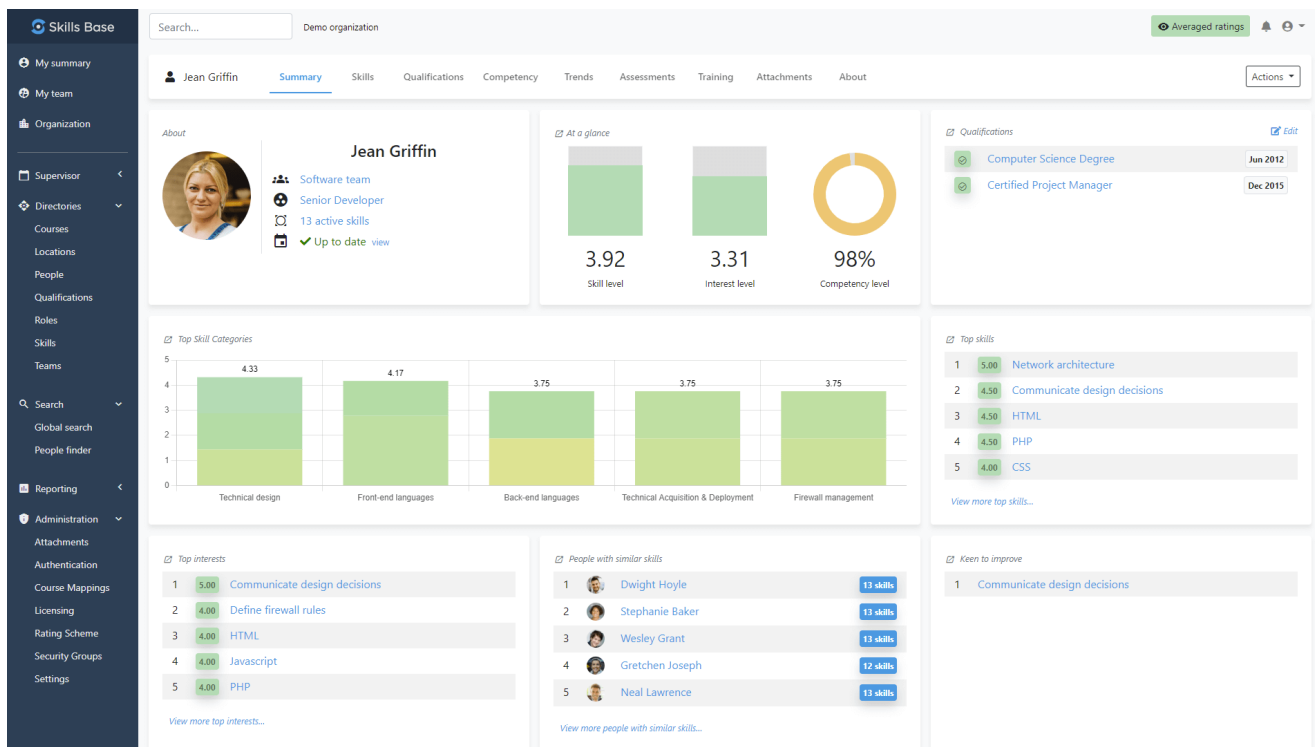 Skills Base
Search...
Demo organization
Averaged ratings
My summary
My team
Organization
Supervisor
Directories
Courses
Locations
People
Qualifications
Roles
Skills
Teams
Search
Global search
People finder
Reporting
Administration
Attachments
Authentication
Course Mappings
Licensing
Rating Scheme
Security Groups
Settings
Jean Griffin Summary Skills Qualifications Competency Trends Assessments Training Attachments About Actions
About
Jean Griffin
Software team
Senior Developer
13 active skills
Up to date view
At a glance
3.92 3.31 98%
Skill level Interest level Competency level
Qualifications Edit
Computer Science Degree Jun 2012
Certified Project Manager Dec 2015
Top Skill Categories
5
4
3
2
1
0
4.33 4.17 3.75 3.75 3.75
Technical design Front-end languages Back-end languages Technical Acquisition & Deployment Firewall management
Top skills
1 5.00 Network architecture
2 4.50 Communicate design decisions
3 4.50 HTML
4 4.50 PHP
5 4.00 CSS
View more top skills...
Top interests
1 5.00 Communicate design decisions
2 4.00 Define firewall rules
3 4.00 HTML
4 4.00 Javascript
5 4.00 PHP
View more top interests...
People with similar skills
1 Dwight Hoyle 13 skills
2 Stephanie Baker 13 skills
3 Wesley Grant 13 skills
4 Gretchen Joseph 12 skills
5 Neal Lawrence 13 skills
View more people with similar skills...
Keen to improve
1 Communicate design decisions